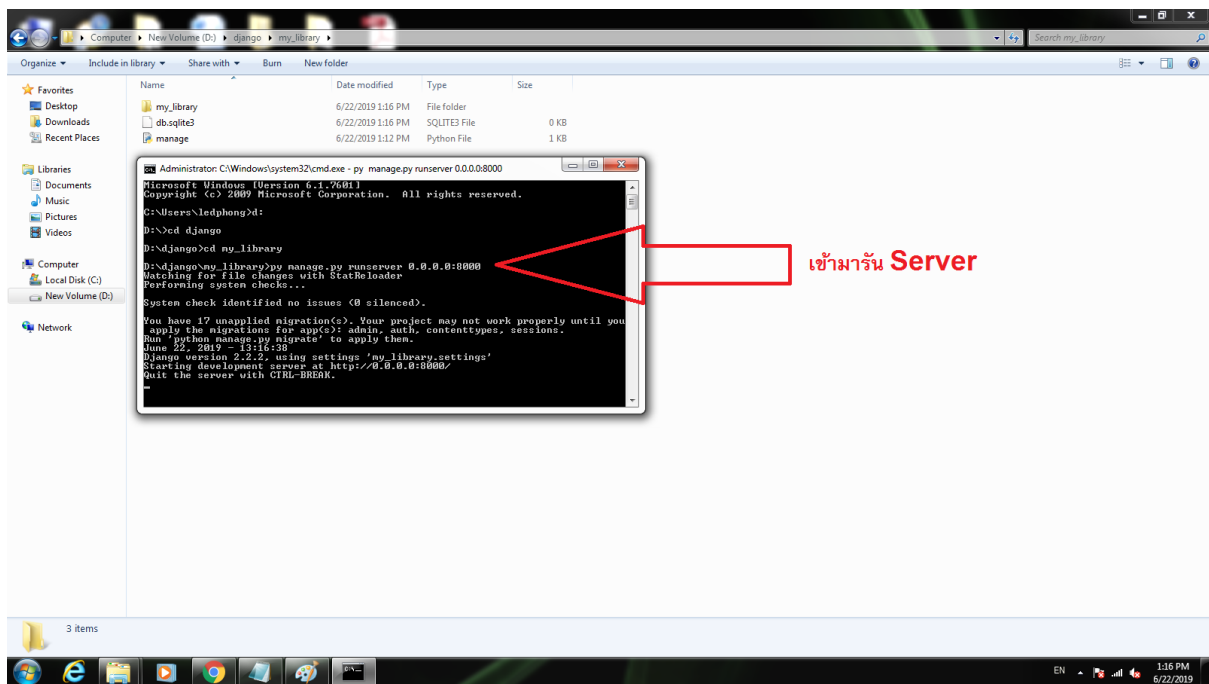 Computer ▸ New Volume (D:) ▸ django ▸ my_library ▸
Search my_library
Organize Include in library Share with Burn New folder
Favorites
Desktop
Downloads
Recent Places
Libraries
Documents
Music
Pictures
Videos
Computer
Local Disk (C:)
New Volume (D:)
Network
Name Date modified Type Size
my_library 6/22/2019 1:16 PM File folder
db.sqlite3 6/22/2019 1:16 PM SQLITE3 File 0 KB
manage 6/22/2019 1:12 PM Python File 1 KB
Administrator: C:\Windows\system32\cmd.exe - py manage.py runserver 0.0.0.0:8000
Microsoft Windows [Version 6.1.7601]
Copyright (c) 2009 Microsoft Corporation. All rights reserved.
C:\Users\ledphong>d:
D:\>cd django
D:\django>cd my_library
D:\django\my_library>py manage.py runserver 0.0.0.0:8000
Watching for file changes with StatReloader
Performing system checks...
System check identified no issues (0 silenced).
You have 17 unapplied migration(s). Your project may not work properly until you
apply the migrations for app(s): admin, auth, contenttypes, sessions.
Run 'python manage.py migrate' to apply them.
June 22, 2019 - 13:16:38
Django version 2.2.2, using settings 'my_library.settings'
Starting development server at http://0.0.0.0:8000/
Quit the server with CTRL-BREAK.
เข้ามารัน Server
3 items
EN
1:16 PM
6/22/2019